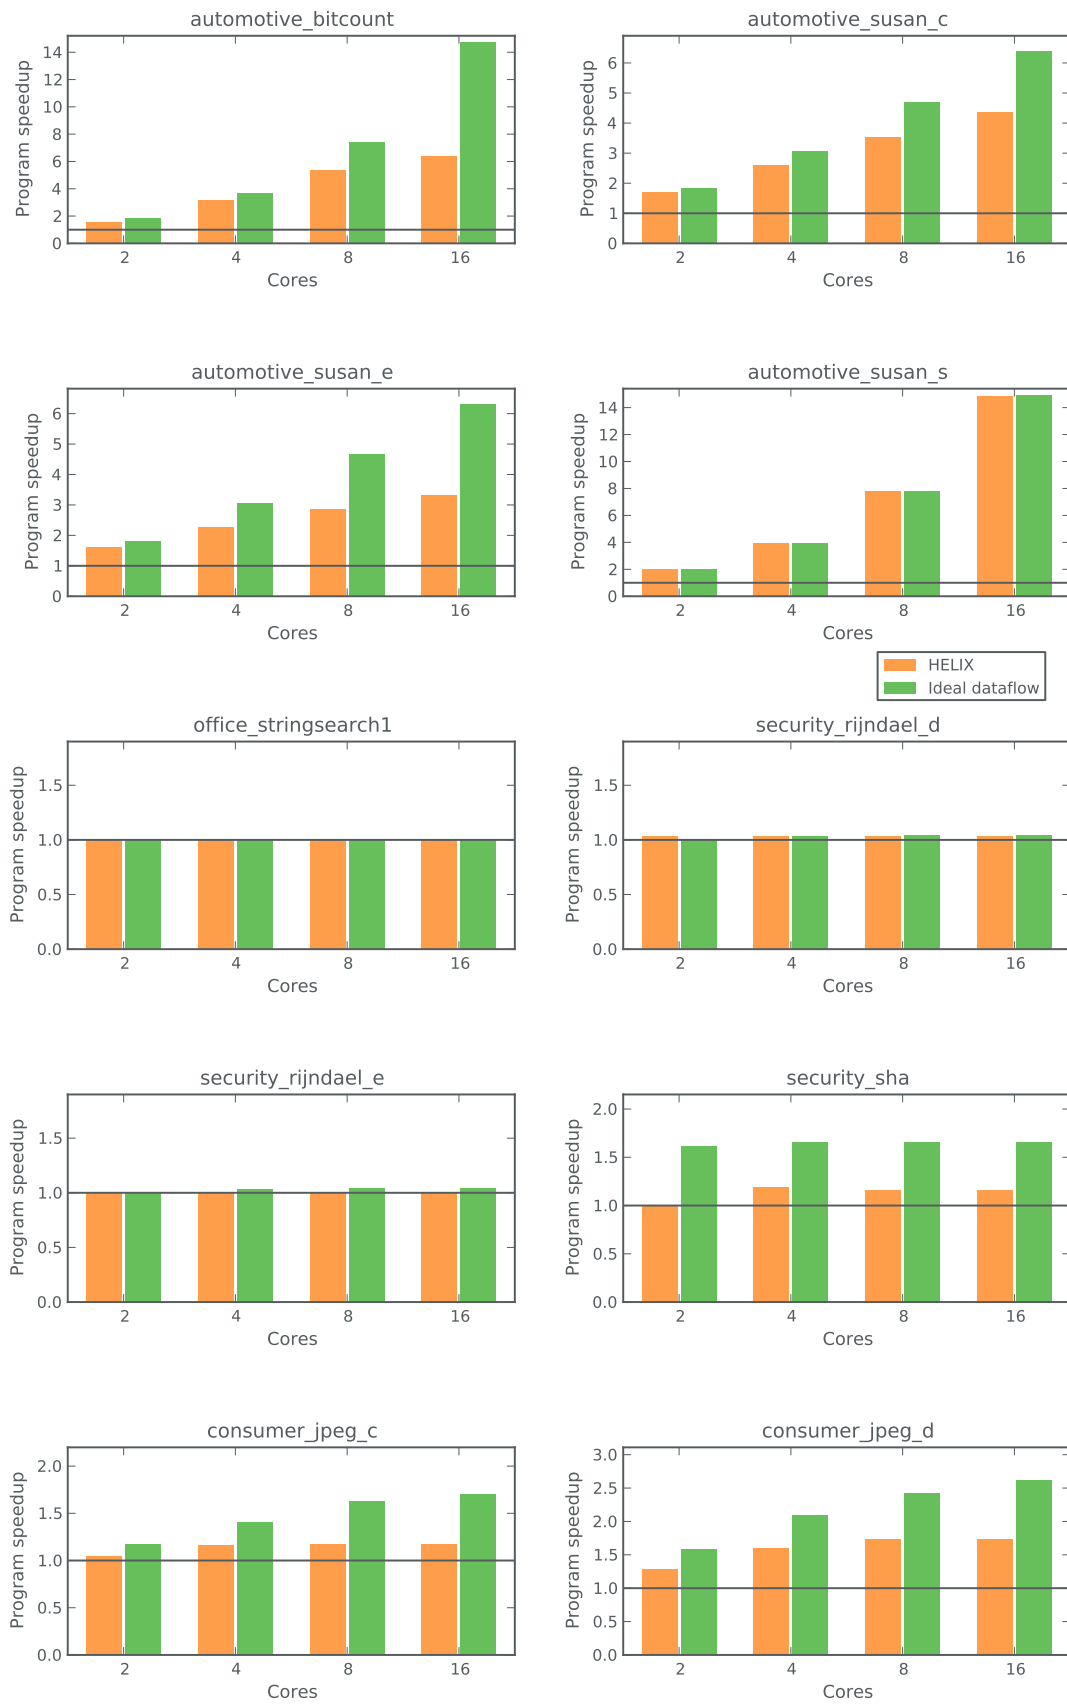 automotive_bitcount
Program speedup
14
12
10
8
6
4
2
0
2 4 8 16
Cores
automotive_susan_c
Program speedup
6
5
4
3
2
1
0
2 4 8 16
Cores
automotive_susan_e
Program speedup
6
5
4
3
2
1
0
2 4 8 16
Cores
automotive_susan_s
Program speedup
14
12
10
8
6
4
2
0
2 4 8 16
Cores
HELIX
Ideal dataflow
office_stringsearch1
Program speedup
1.5
1.0
0.5
0.0
2 4 8 16
Cores
security_rijndael_d
Program speedup
1.5
1.0
0.5
0.0
2 4 8 16
Cores
security_rijndael_e
Program speedup
1.5
1.0
0.5
0.0
2 4 8 16
Cores
security_sha
Program speedup
2.0
1.5
1.0
0.5
0.0
2 4 8 16
Cores
consumer_jpeg_c
Program speedup
2.0
1.5
1.0
0.5
0.0
2 4 8 16
Cores
consumer_jpeg_d
Program speedup
3.0
2.5
2.0
1.5
1.0
0.5
0.0
2 4 8 16
Cores